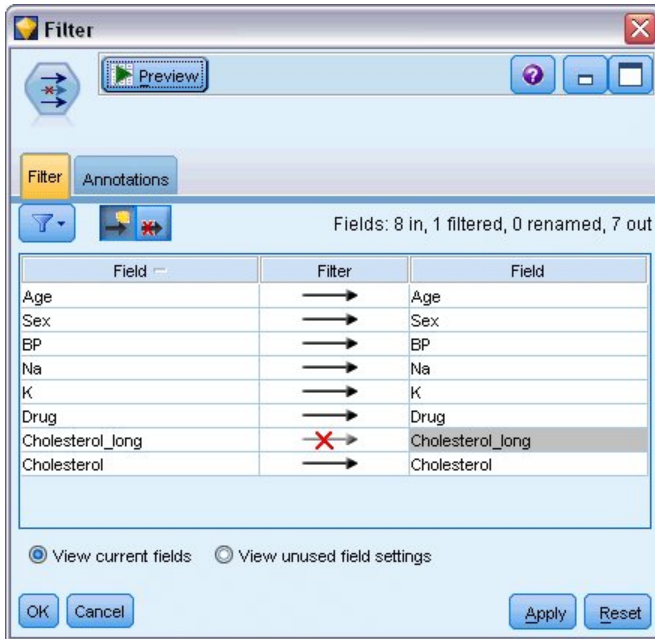 Filter
Preview
Filter Annotations
Fields: 8 in, 1 filtered, 0 renamed, 7 out
Field Filter Field
Age Age
Sex Sex
BP BP
Na Na
K K
Drug Drug
Cholesterol_long Cholesterol_long
Cholesterol Cholesterol
View current fields View unused field settings
OK Cancel Apply Reset